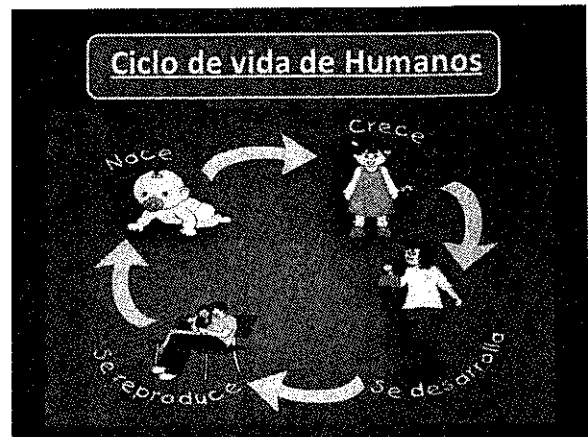 Ciclo de vida de Humanos
Nace
Crece
Se desarrolla
Se reproduce